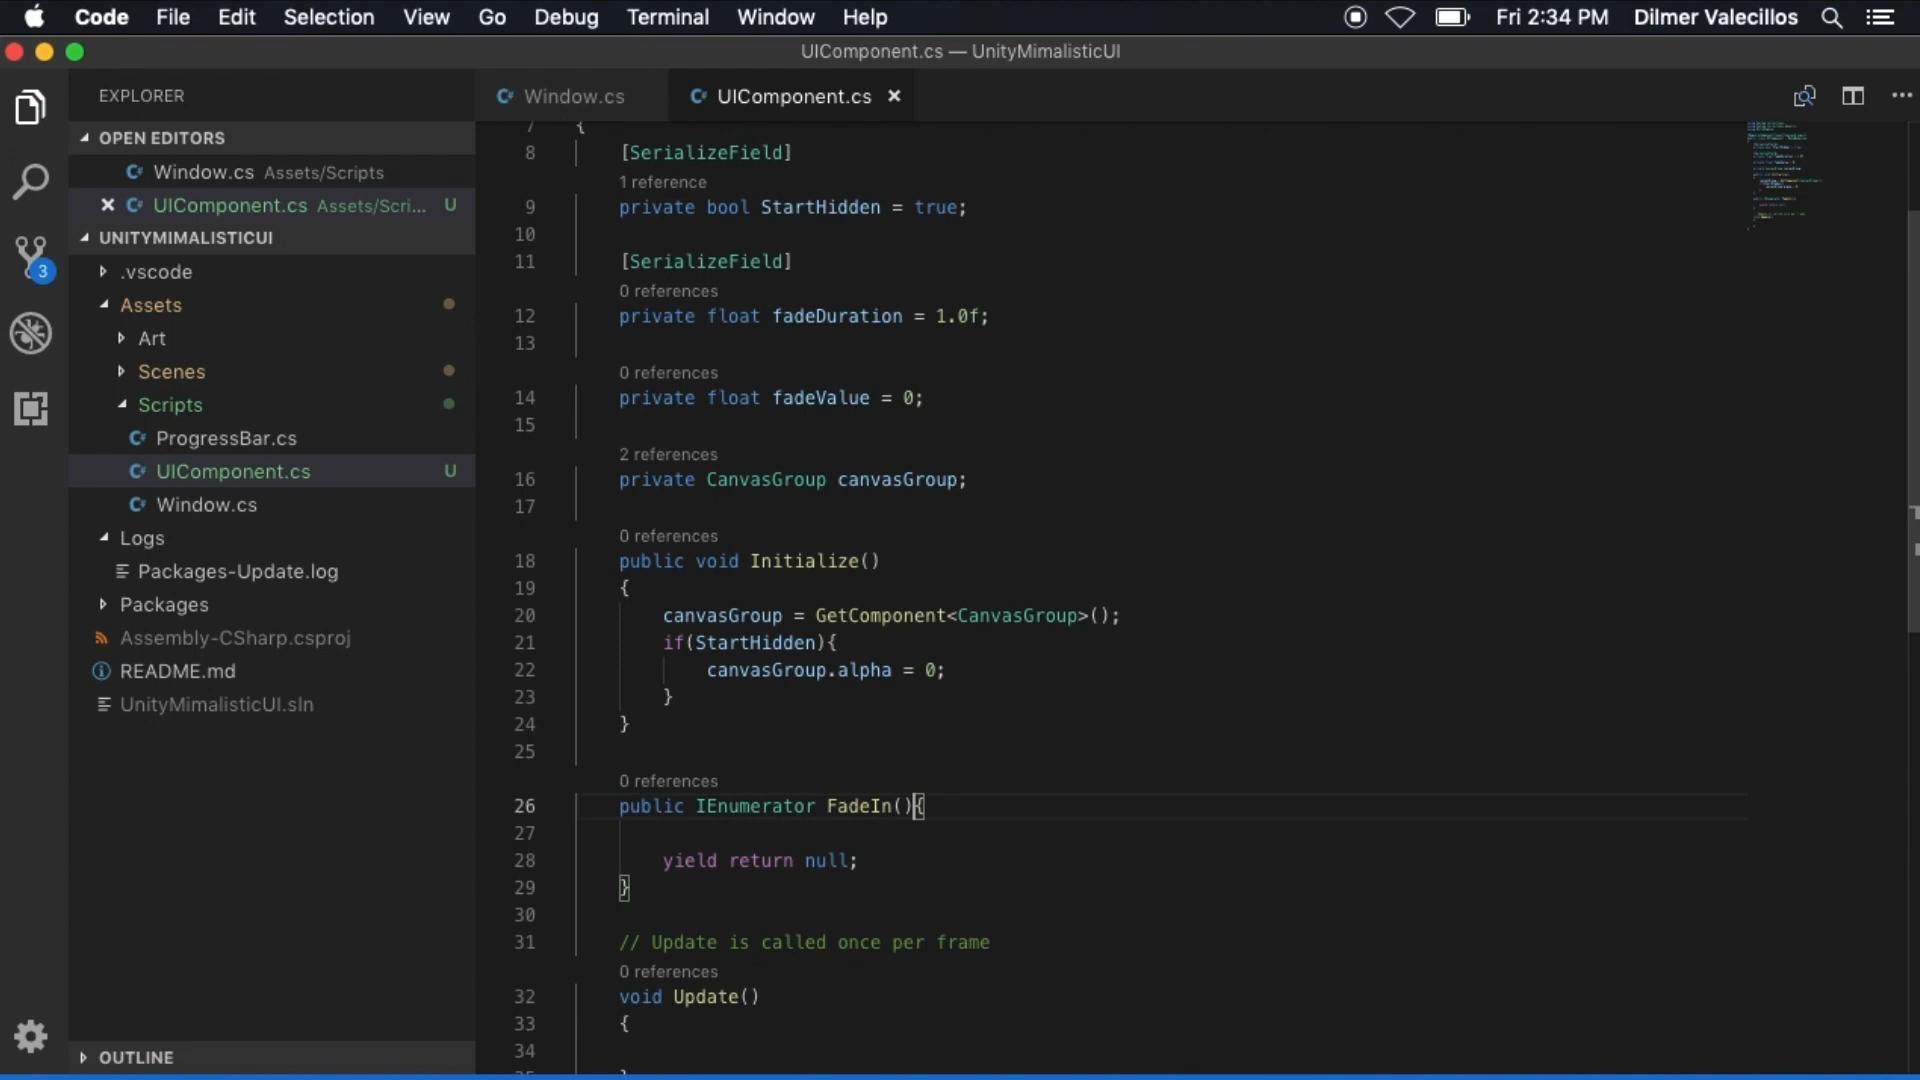 Code File Edit Selection View Go Debug Terminal Window Help Fri 2:34 PM Dilmer Valecillos
UIComponent.cs — UnityMimalisticUI
EXPLORER
OPEN EDITORS
Window.cs Assets/Scripts
UIComponent.cs Assets/Scri... U
UNITYMIMALISTICUI
.vscode
Assets
Art
Scenes
Scripts
ProgressBar.cs
UIComponent.cs U
Window.cs
Logs
Packages-Update.log
Packages
Assembly-CSharp.csproj
README.md
UnityMimalisticUI.sln
OUTLINE
3
Window.cs UIComponent.cs
7 {
8 [SerializeField]
1 reference
9 private bool StartHidden = true;
10
11 [SerializeField]
0 references
12 private float fadeDuration = 1.0f;
13
0 references
14 private float fadeValue = 0;
15
2 references
16 private CanvasGroup canvasGroup;
17
0 references
18 public void Initialize()
19 {
20 canvasGroup = GetComponent<CanvasGroup>();
21 if(StartHidden){
22 canvasGroup.alpha = 0;
23 }
24 }
25
0 references
26 public IEnumerator FadeIn(){
27
28 yield return null;
29 }
30
31 // Update is called once per frame
0 references
32 void Update()
33 {
34